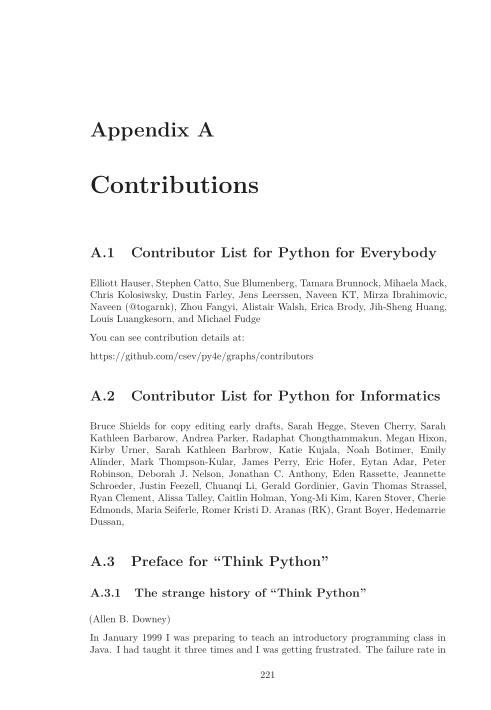 Appendix A
Contributions
A.1 Contributor List for Python for Everybody
Elliott Hauser, Stephen Catto, Sue Blumenberg, Tamara Brunnock, Mihaela Mack,
Chris Kolosiwsky, Dustin Farley, Jens Leerssen, Naveen KT, Mirza Ibrahimovic,
Naveen (@togarnk), Zhou Fangyi, Alistair Walsh, Erica Brody, Jih-Sheng Huang,
Louis Luangkesorn, and Michael Fudge
You can see contribution details at:
https://github.com/csev/py4e/graphs/contributors
A.2 Contributor List for Python for Informatics
Bruce Shields for copy editing early drafts, Sarah Hegge, Steven Cherry, Sarah
Kathleen Barbarow, Andrea Parker, Radaphat Chongthammakun, Megan Hixon,
Kirby Urner, Sarah Kathleen Barbrow, Katie Kujala, Noah Botimer, Emily
Alinder, Mark Thompson-Kular, James Perry, Eric Hofer, Eytan Adar, Peter
Robinson, Deborah J. Nelson, Jonathan C. Anthony, Eden Rassette, Jeannette
Schroeder, Justin Feezell, Chuanqi Li, Gerald Gordinier, Gavin Thomas Strassel,
Ryan Clement, Alissa Talley, Caitlin Holman, Yong-Mi Kim, Karen Stover, Cherie
Edmonds, Maria Seiferle, Romer Kristi D. Aranas (RK), Grant Boyer, Hedemarrie
Dussan,
A.3 Preface for “Think Python”
A.3.1 The strange history of “Think Python”
(Allen B. Downey)
In January 1999 I was preparing to teach an introductory programming class in
Java. I had taught it three times and I was getting frustrated. The failure rate in
221